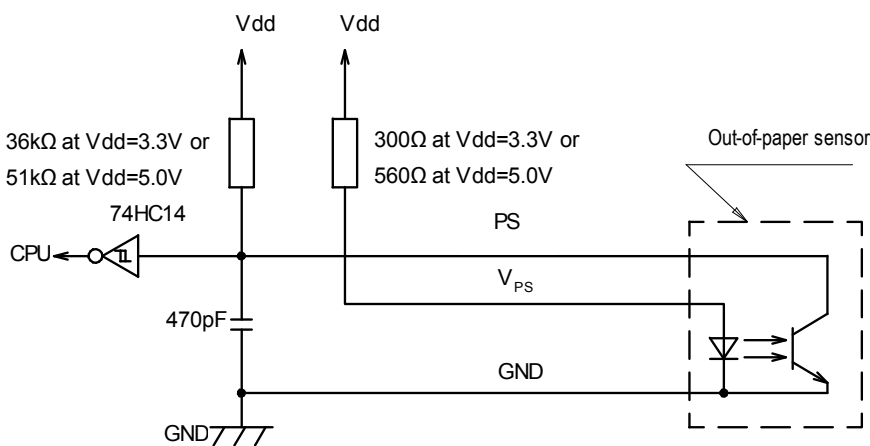 Vdd
Vdd
36kΩ at Vdd=3.3V or
51kΩ at Vdd=5.0V
300Ω at Vdd=3.3V or
560Ω at Vdd=5.0V
Out-of-paper sensor
74HC14
PS
CPU
VPS
470pF
GND
GND